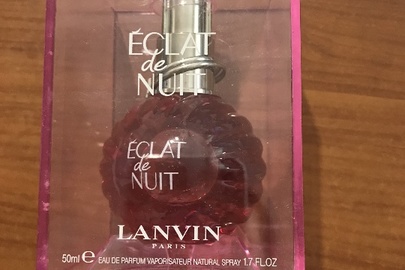 ÉCLAT
de
NUIT
ÉCLAT
de
NUIT
LANVIN
PARIS
50ml e EAU DE PARFUM VAPORISATEUR NATURAL SPRAY 1.7.FL.OZ